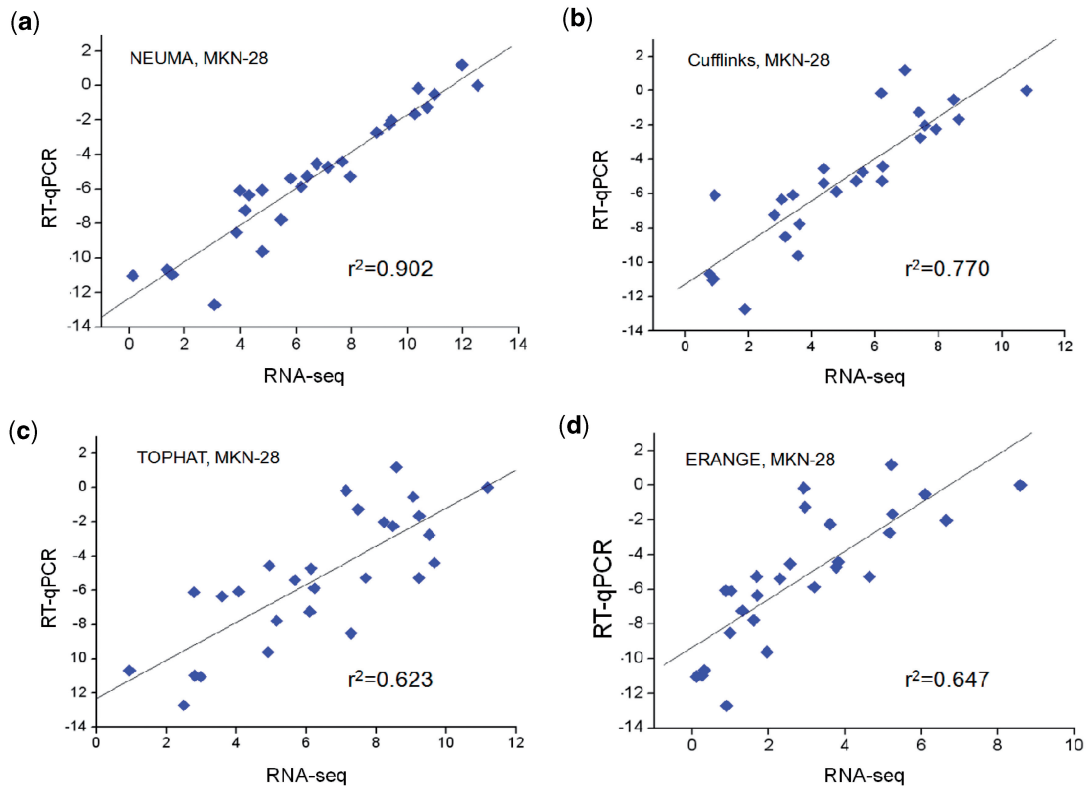 (a)
NEUMA, MKN-28
2
0
-2
-4
-6
-8
-10
-12
-14
RT-qPCR
r²=0.902
0 2 4 6 8 10 12 14
RNA-seq
(b)
Cufflinks, MKN-28
2
0
-2
-4
-6
-8
-10
-12
-14
RT-qPCR
r²=0.770
0 2 4 6 8 10 12
RNA-seq
(c)
TOPHAT, MKN-28
2
0
-2
-4
-6
-8
10
12
-14
RT-qPCR
r²=0.623
0 2 4 6 8 10 12
RNA-seq
(d)
ERANGE, MKN-28
2
0
-2
-4
-6
-8
-10
-12
-14
RT-qPCR
r²=0.647
0 2 4 6 8 10
RNA-seq